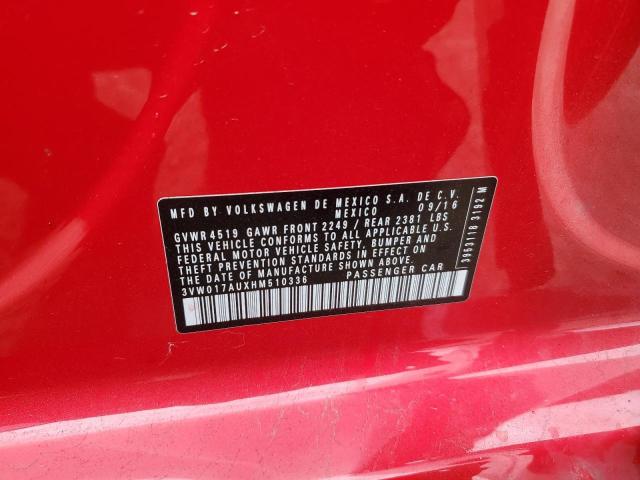 MFD BY VOLKSWAGEN DE MEXICO S.A. DE C.V.
MEXICO 09/16
GVWR 4519 GAWR FRONT 2249 / REAR 2381 LBS
THIS VEHICLE CONFORMS TO ALL APPLICABLE U.S.
FEDERAL MOTOR VEHICLE SAFETY, BUMPER AND
THEFT PREVENTION STANDARDS IN EFFECT ON
THE DATE OF MANUFACTURE SHOWN ABOVE.
3VW017AUXHM510336 PASSENGER CAR
3953118 3192 M